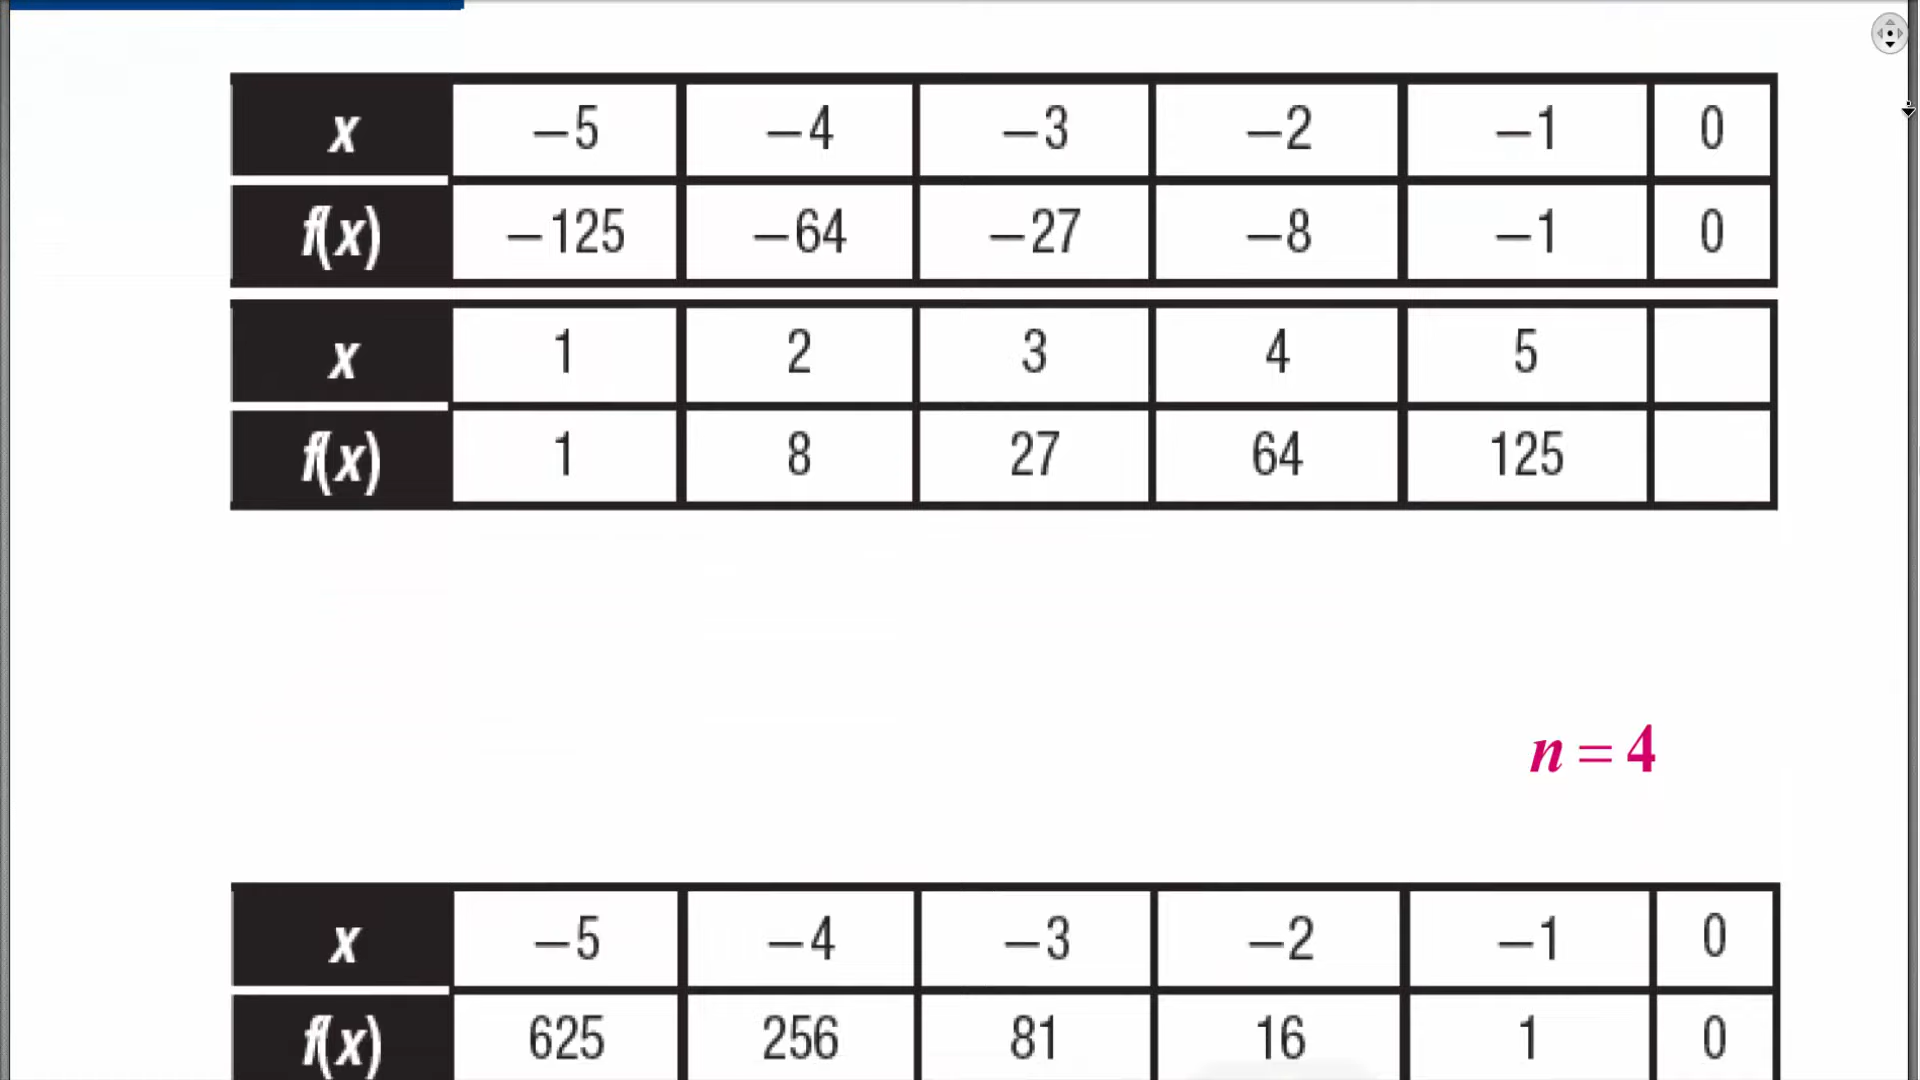 x −5 −4 −3 −2 −1 0
f(x) −125 −64 −27 −8 −1 0
x 1 2 3 4 5
f(x) 1 8 27 64 125
n = 4
x −5 −4 −3 −2 −1 0
f(x) 625 256 81 16 1 0